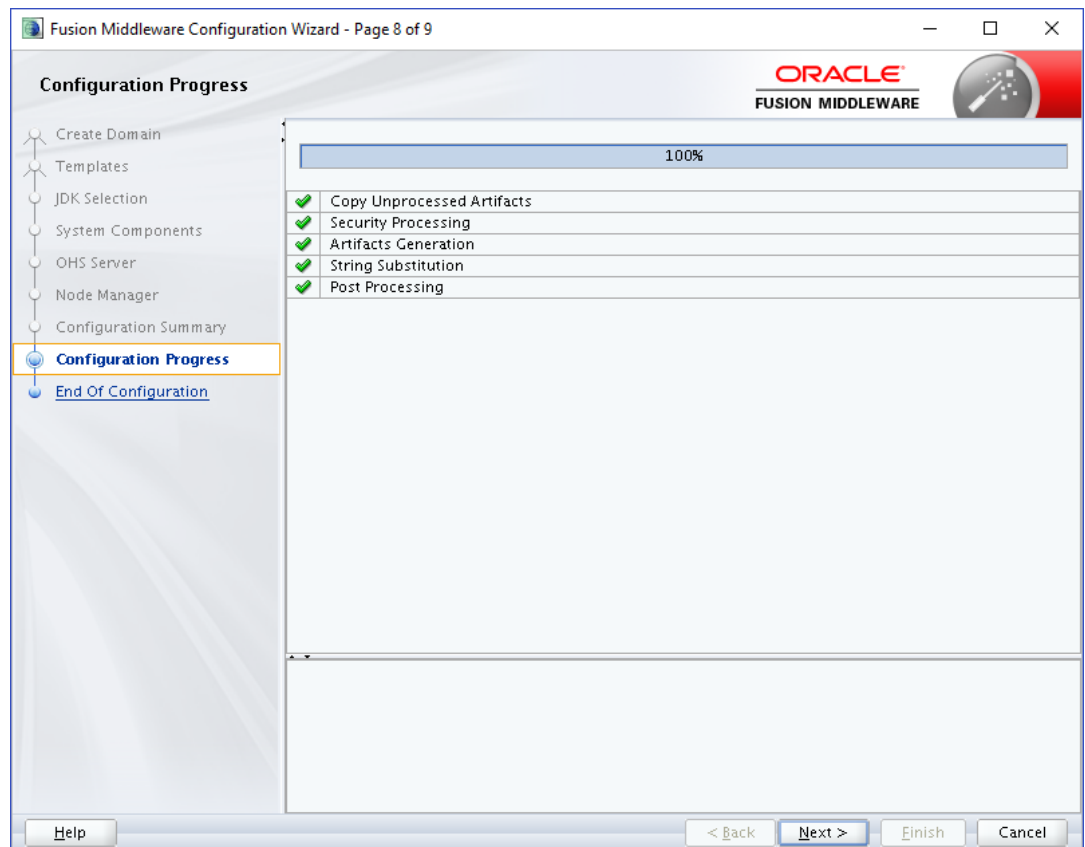 Fusion Middleware Configuration Wizard - Page 8 of 9
Configuration Progress
ORACLE
FUSION MIDDLEWARE
Create Domain
Templates
JDK Selection
System Components
OHS Server
Node Manager
Configuration Summary
Configuration Progress
End Of Configuration
100%
Copy Unprocessed Artifacts
Security Processing
Artifacts Generation
String Substitution
Post Processing
Help
< Back
Next >
Finish
Cancel